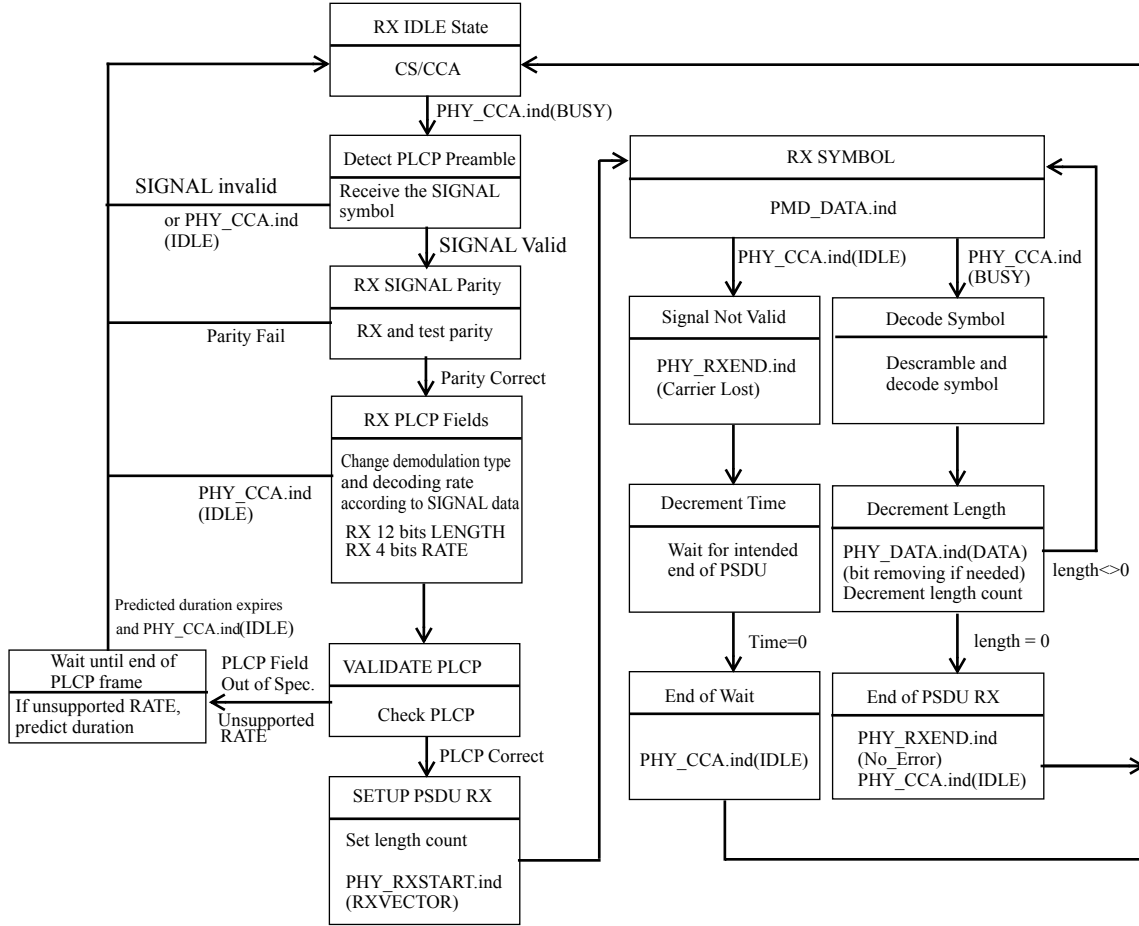 RX IDLE State
CS/CCA
PHY_CCA.ind(BUSY)
Detect PLCP Preamble
Receive the SIGNAL
symbol
SIGNAL invalid
or PHY_CCA.ind
(IDLE)
SIGNAL Valid
RX SIGNAL Parity
RX and test parity
Parity Fail
Parity Correct
RX PLCP Fields
Change demodulation type
and decoding rate
according to SIGNAL data
RX 12 bits LENGTH
RX 4 bits RATE
PHY_CCA.ind
(IDLE)
Predicted duration expires
and PHY_CCA.ind(IDLE)
Wait until end of
PLCP frame
If unsupported RATE,
predict duration
PLCP Field
Out of Spec.
Unsupported
RATE
VALIDATE PLCP
Check PLCP
PLCP Correct
SETUP PSDU RX
Set length count
PHY_RXSTART.ind
(RXVECTOR)
RX SYMBOL
PMD_DATA.ind
PHY_CCA.ind(IDLE)
PHY_CCA.ind
(BUSY)
Signal Not Valid
PHY_RXEND.ind
(Carrier Lost)
Decode Symbol
Descramble and
decode symbol
Decrement Time
Wait for intended
end of PSDU
Decrement Length
PHY_DATA.ind(DATA)
(bit removing if needed)
Decrement length count
length<>0
Time=0
length = 0
End of Wait
PHY_CCA.ind(IDLE)
End of PSDU RX
PHY_RXEND.ind
(No_Error)
PHY_CCA.ind(IDLE)